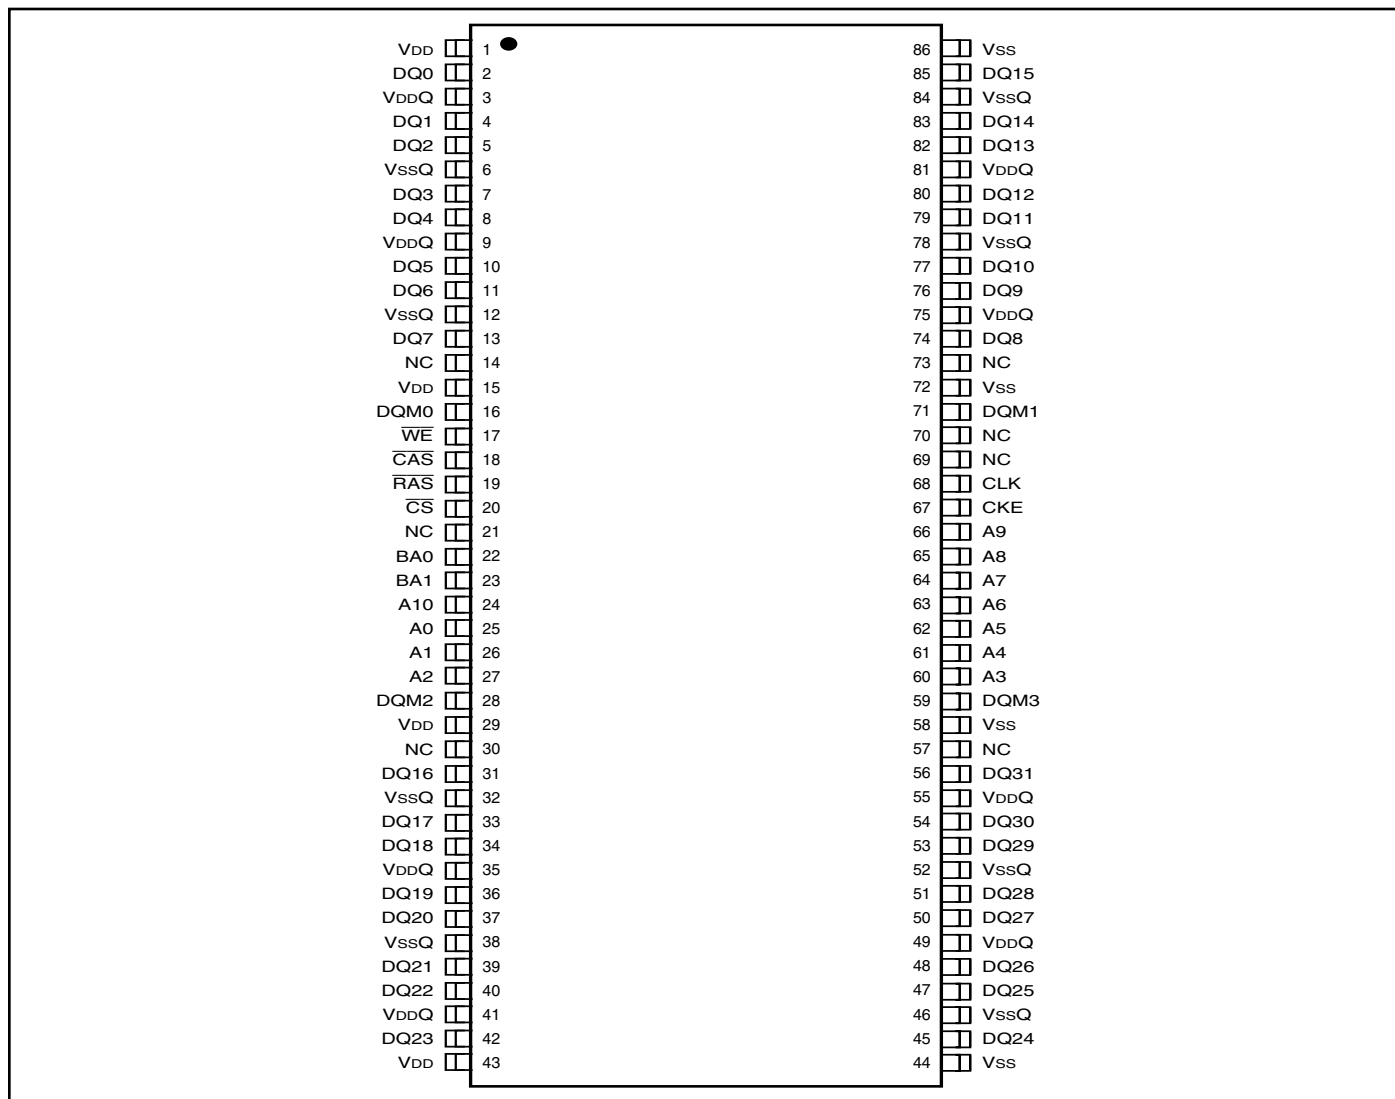 VDD 1 86 VSS
DQ0 2 85 DQ15
VDDQ 3 84 VSSQ
DQ1 4 83 DQ14
DQ2 5 82 DQ13
VSSQ 6 81 VDDQ
DQ3 7 80 DQ12
DQ4 8 79 DQ11
VDDQ 9 78 VSSQ
DQ5 10 77 DQ10
DQ6 11 76 DQ9
VSSQ 12 75 VDDQ
DQ7 13 74 DQ8
NC 14 73 NC
VDD 15 72 VSS
DQM0 16 71 DQM1
W̅E̅ 17 70 NC
C̅A̅S̅ 18 69 NC
R̅A̅S̅ 19 68 CLK
C̅S̅ 20 67 CKE
NC 21 66 A9
BA0 22 65 A8
BA1 23 64 A7
A10 24 63 A6
A0 25 62 A5
A1 26 61 A4
A2 27 60 A3
DQM2 28 59 DQM3
VDD 29 58 VSS
NC 30 57 NC
DQ16 31 56 DQ31
VSSQ 32 55 VDDQ
DQ17 33 54 DQ30
DQ18 34 53 DQ29
VDDQ 35 52 VSSQ
DQ19 36 51 DQ28
DQ20 37 50 DQ27
VSSQ 38 49 VDDQ
DQ21 39 48 DQ26
DQ22 40 47 DQ25
VDDQ 41 46 VSSQ
DQ23 42 45 DQ24
VDD 43 44 VSS